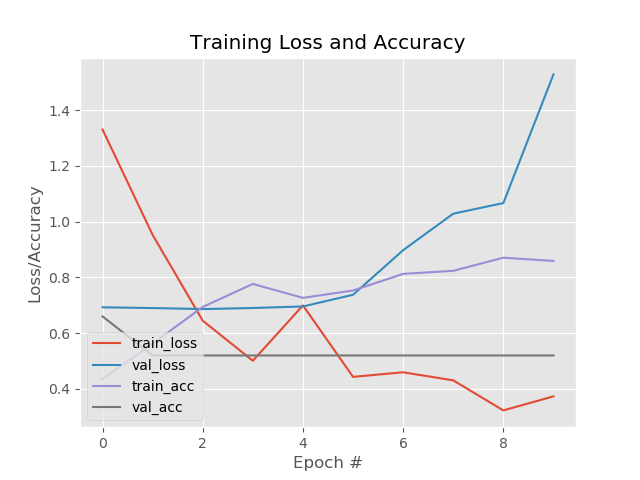 Training Loss and Accuracy
1.4
1.2
1.0
0.8
0.6
0.4
Loss/Accuracy
train_loss
val_loss
train_acc
val_acc
0 2 4 6 8
Epoch #